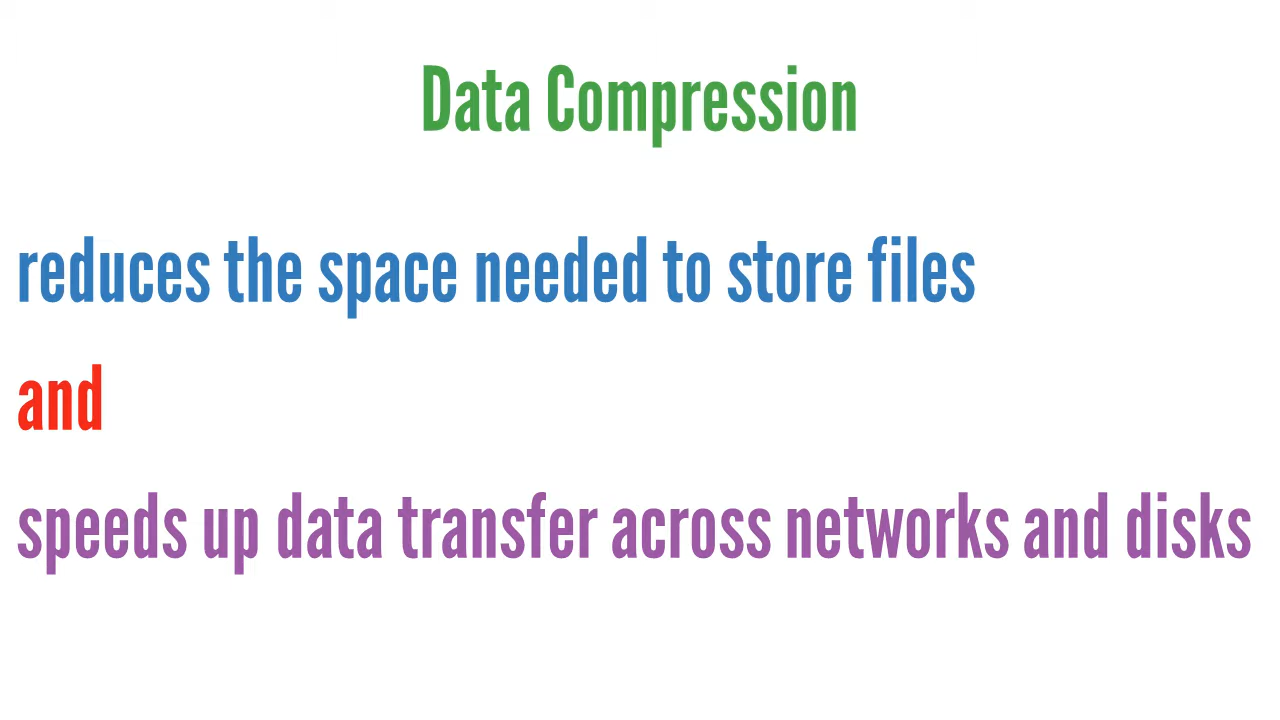 Data Compression
reduces the space needed to store files
and
speeds up data transfer across networks and disks